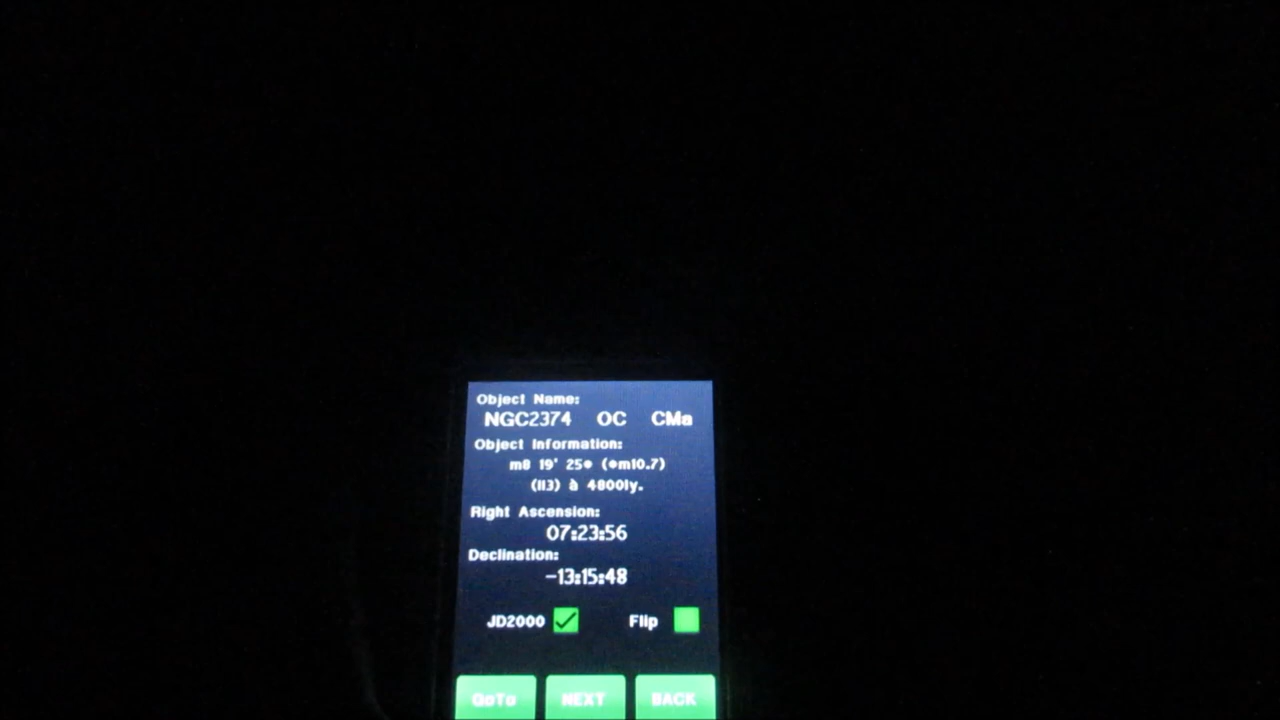 Object Name:
NGC2374 OC CMa
Object Information:
m8 19' 25* (*m10.7)
(II3) à 4800ly.
Right Ascension:
07:23:56
Declination:
-13:15:48
JD2000 Flip
GoTo NEXT BACK